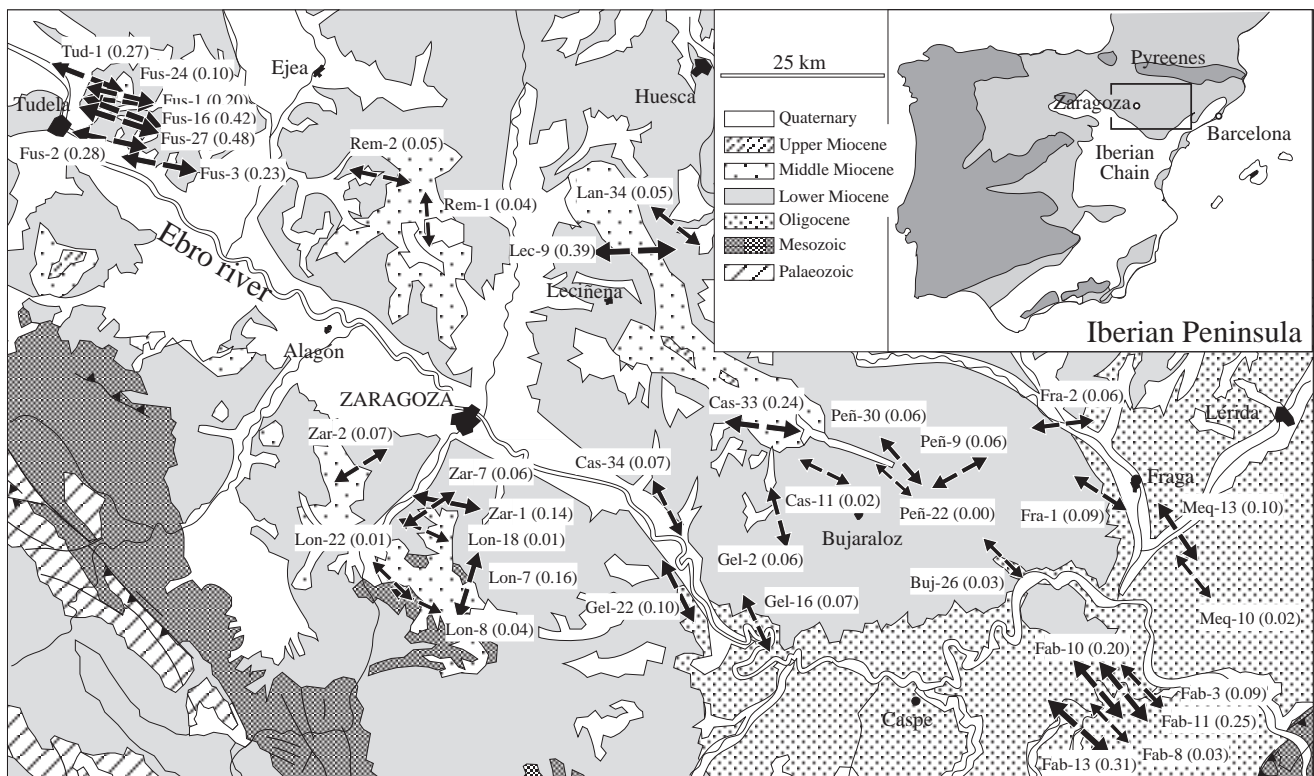 Tud-1 (0.27)
Fus-24 (0.10)
Fus-1 (0.20)
Fus-16 (0.42)
Fus-27 (0.48)
Tudela
Fus-2 (0.28)
Fus-3 (0.23)
Ejea
Rem-2 (0.05)
Rem-1 (0.04)
Huesca
Lan-34 (0.05)
Lec-9 (0.39)
Leciñena
Ebro river
Alagón
ZARAGOZA
25 km
Quaternary
Upper Miocene
Middle Miocene
Lower Miocene
Oligocene
Mesozoic
Palaeozoic
Pyreenes
Zaragoza
Barcelona
Iberian
Chain
Iberian Peninsula
Zar-2 (0.07)
Zar-7 (0.06)
Zar-1 (0.14)
Lon-22 (0.01)
Lon-18 (0.01)
Lon-7 (0.16)
Lon-8 (0.04)
Cas-34 (0.07)
Gel-22 (0.10)
Cas-33 (0.24)
Peñ-30 (0.06)
Peñ-9 (0.06)
Cas-11 (0.02)
Peñ-22 (0.00)
Bujaraloz
Gel-2 (0.06)
Gel-16 (0.07)
Buj-26 (0.03)
Fra-2 (0.06)
Lérida
Fraga
Fra-1 (0.09)
Meq-13 (0.10)
Meq-10 (0.02)
Caspe
Fab-10 (0.20)
Fab-3 (0.09)
Fab-11 (0.25)
Fab-8 (0.03)
Fab-13 (0.31)